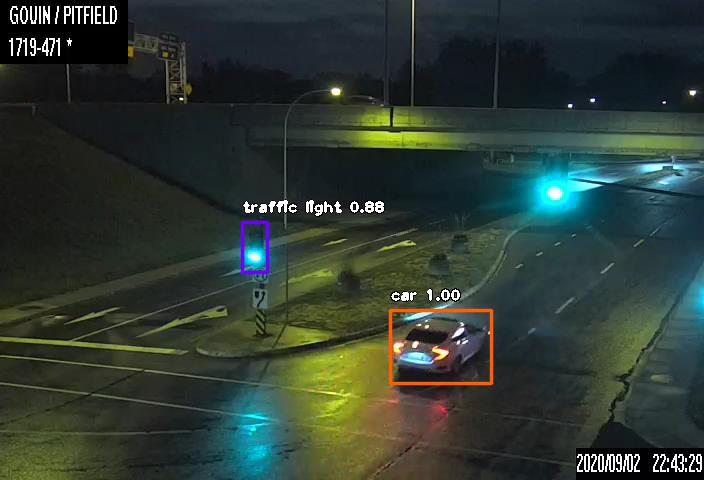 GOUIN / PITFIELD
1719-471 *
traffic light 0.88
car 1.00
2020/09/02 22:43:29